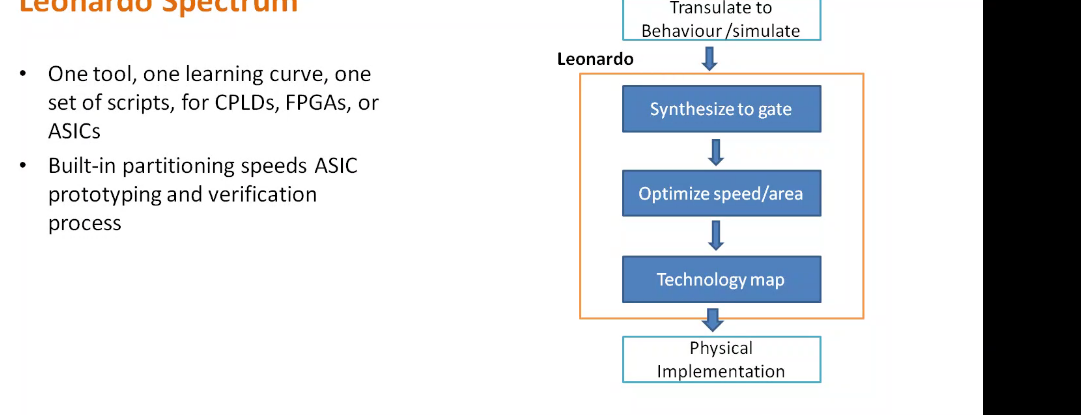 Leonardo Spectrum
• One tool, one learning curve, one
set of scripts, for CPLDs, FPGAs, or
ASICs
• Built-in partitioning speeds ASIC
prototyping and verification
process
Transulate to
Behaviour/simulate
Leonardo
Synthesize to gate
Optimize speed/area
Technology map
Physical
Implementation